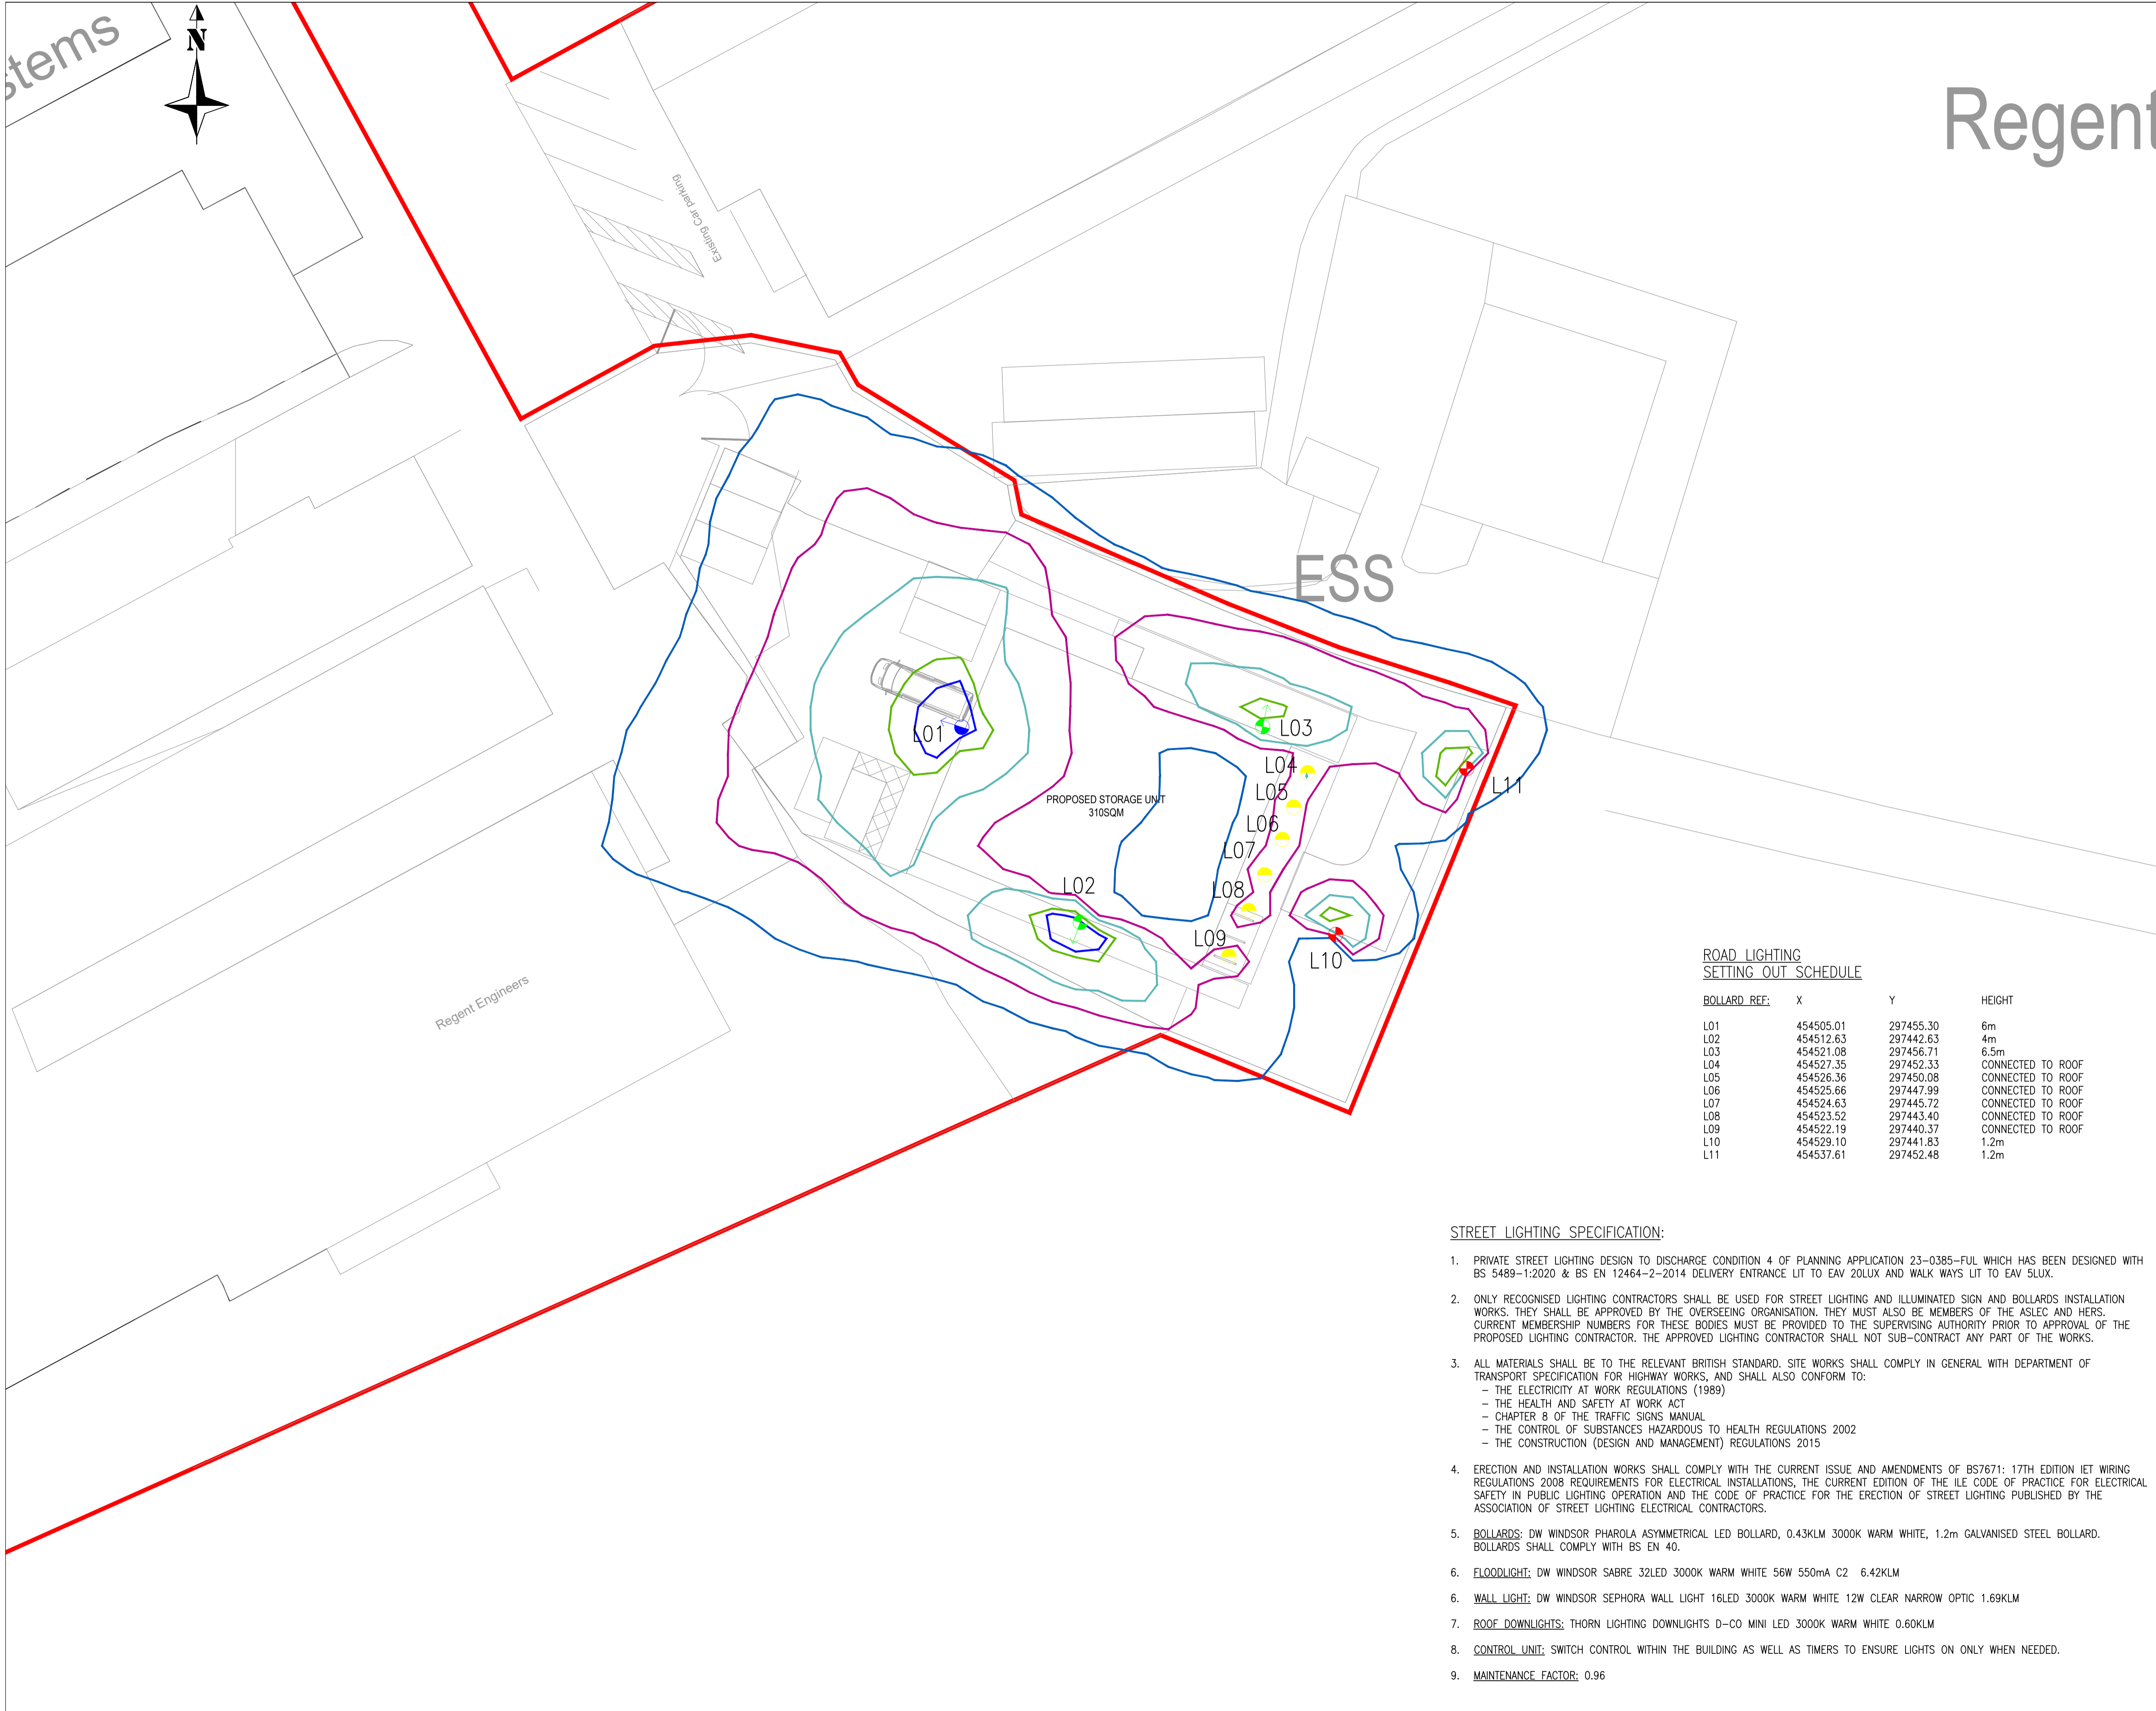 stems
N
Regent
Existing Car parking
ESS
L01
L03
L04
L05
L11
PROPOSED STORAGE UNIT
310SQM
L06
L07
L02
L08
L09
L10
Regent Engineers
ROAD LIGHTING
SETTING OUT SCHEDULE
BOLLARD REF: X Y HEIGHT
L01 454505.01 297455.30 6m
L02 454512.63 297442.63 4m
L03 454521.08 297456.71 6.5m
L04 454527.35 297452.33 CONNECTED TO ROOF
L05 454526.36 297450.08 CONNECTED TO ROOF
L06 454525.66 297447.99 CONNECTED TO ROOF
L07 454524.63 297445.72 CONNECTED TO ROOF
L08 454523.52 297443.40 CONNECTED TO ROOF
L09 454522.19 297440.37 CONNECTED TO ROOF
L10 454529.10 297441.83 1.2m
L11 454537.61 297452.48 1.2m
STREET LIGHTING SPECIFICATION:
1. PRIVATE STREET LIGHTING DESIGN TO DISCHARGE CONDITION 4 OF PLANNING APPLICATION 23-0385-FUL WHICH HAS BEEN DESIGNED WITH
BS 5489-1:2020 & BS EN 12464-2-2014 DELIVERY ENTRANCE LIT TO EAV 20LUX AND WALK WAYS LIT TO EAV 5LUX.
2. ONLY RECOGNISED LIGHTING CONTRACTORS SHALL BE USED FOR STREET LIGHTING AND ILLUMINATED SIGN AND BOLLARDS INSTALLATION
WORKS. THEY SHALL BE APPROVED BY THE OVERSEEING ORGANISATION. THEY MUST ALSO BE MEMBERS OF THE ASLEC AND HERS.
CURRENT MEMBERSHIP NUMBERS FOR THESE BODIES MUST BE PROVIDED TO THE SUPERVISING AUTHORITY PRIOR TO APPROVAL OF THE
PROPOSED LIGHTING CONTRACTOR. THE APPROVED LIGHTING CONTRACTOR SHALL NOT SUB-CONTRACT ANY PART OF THE WORKS.
3. ALL MATERIALS SHALL BE TO THE RELEVANT BRITISH STANDARD. SITE WORKS SHALL COMPLY IN GENERAL WITH DEPARTMENT OF
TRANSPORT SPECIFICATION FOR HIGHWAY WORKS, AND SHALL ALSO CONFORM TO:
- THE ELECTRICITY AT WORK REGULATIONS (1989)
- THE HEALTH AND SAFETY AT WORK ACT
- CHAPTER 8 OF THE TRAFFIC SIGNS MANUAL
- THE CONTROL OF SUBSTANCES HAZARDOUS TO HEALTH REGULATIONS 2002
- THE CONSTRUCTION (DESIGN AND MANAGEMENT) REGULATIONS 2015
4. ERECTION AND INSTALLATION WORKS SHALL COMPLY WITH THE CURRENT ISSUE AND AMENDMENTS OF BS7671: 17TH EDITION IET WIRING
REGULATIONS 2008 REQUIREMENTS FOR ELECTRICAL INSTALLATIONS, THE CURRENT EDITION OF THE ILE CODE OF PRACTICE FOR ELECTRICAL
SAFETY IN PUBLIC LIGHTING OPERATION AND THE CODE OF PRACTICE FOR THE ERECTION OF STREET LIGHTING PUBLISHED BY THE
ASSOCIATION OF STREET LIGHTING ELECTRICAL CONTRACTORS.
5. BOLLARDS: DW WINDSOR PHAROLA ASYMMETRICAL LED BOLLARD, 0.43KLM 3000K WARM WHITE, 1.2m GALVANISED STEEL BOLLARD.
BOLLARDS SHALL COMPLY WITH BS EN 40.
6. FLOODLIGHT: DW WINDSOR SABRE 32LED 3000K WARM WHITE 56W 550mA C2 6.42KLM
6. WALL LIGHT: DW WINDSOR SEPHORA WALL LIGHT 16LED 3000K WARM WHITE 12W CLEAR NARROW OPTIC 1.69KLM
7. ROOF DOWNLIGHTS: THORN LIGHTING DOWNLIGHTS D-CO MINI LED 3000K WARM WHITE 0.60KLM
8. CONTROL UNIT: SWITCH CONTROL WITHIN THE BUILDING AS WELL AS TIMERS TO ENSURE LIGHTS ON ONLY WHEN NEEDED.
9. MAINTENANCE FACTOR: 0.96